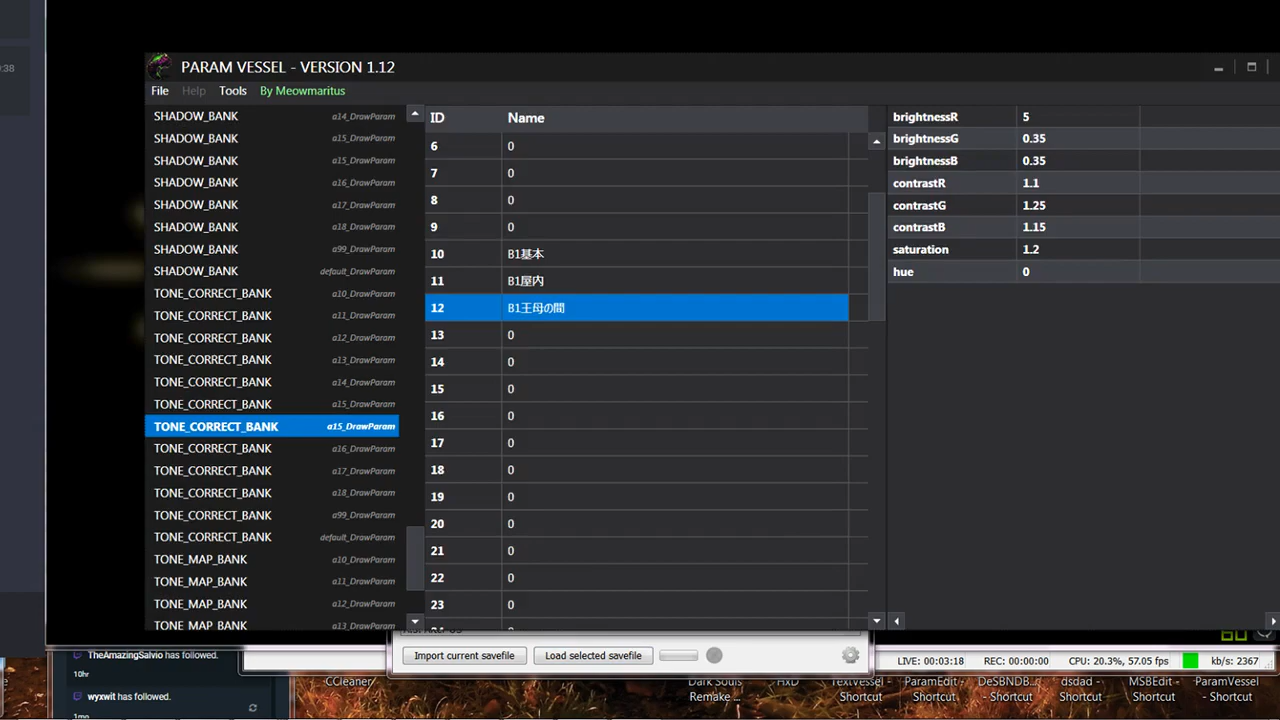 :38
PARAM VESSEL - VERSION 1.12
File Help Tools By Meowmaritus
SHADOW_BANK a14_DrawParam
SHADOW_BANK a15_DrawParam
SHADOW_BANK a15_DrawParam
SHADOW_BANK a16_DrawParam
SHADOW_BANK a17_DrawParam
SHADOW_BANK a18_DrawParam
SHADOW_BANK a99_DrawParam
SHADOW_BANK default_DrawParam
TONE_CORRECT_BANK a10_DrawParam
TONE_CORRECT_BANK a11_DrawParam
TONE_CORRECT_BANK a12_DrawParam
TONE_CORRECT_BANK a13_DrawParam
TONE_CORRECT_BANK a14_DrawParam
TONE_CORRECT_BANK a15_DrawParam
TONE_CORRECT_BANK a15_DrawParam
TONE_CORRECT_BANK a16_DrawParam
TONE_CORRECT_BANK a17_DrawParam
TONE_CORRECT_BANK a18_DrawParam
TONE_CORRECT_BANK a99_DrawParam
TONE_CORRECT_BANK default_DrawParam
TONE_MAP_BANK a10_DrawParam
TONE_MAP_BANK a11_DrawParam
TONE_MAP_BANK a12_DrawParam
TONE_MAP_BANK a13_DrawParam
ID Name
6 0
7 0
8 0
9 0
10 B1基本
11 B1屋内
12 B1王母の間
13 0
14 0
15 0
16 0
17 0
18 0
19 0
20 0
21 0
22 0
23 0
brightnessR 5
brightnessG 0.35
brightnessB 0.35
contrastR 1.1
contrastG 1.25
contrastB 1.15
saturation 1.2
hue 0
60
Import current savefile Load selected savefile
LIVE: 00:03:18 REC: 00:00:00 CPU: 20.3%, 57.05 fps kb/s: 2367
TheAmazingSalvio has followed.
10hr
wyxwit has followed.
1mo
CCleaner
Dark Souls
Remake ...
HxD
TextVessel -
Shortcut
ParamEdit -
Shortcut
DeSBNDB...
- Shortcut
dsdad -
Shortcut
MSBEdit -
Shortcut
ParamVessel
- Shortcut